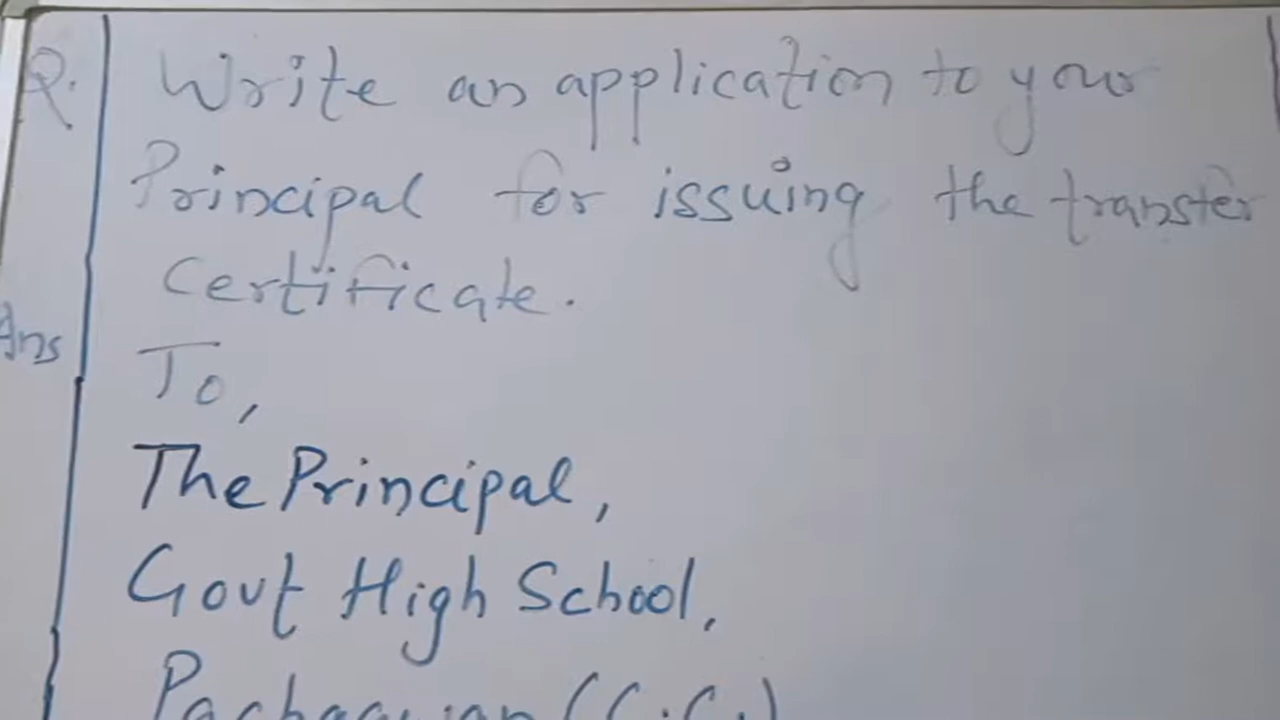 Q. Write an application to your
Principal for issuing the transfer
certificate.
Ans To,
The Principal,
Govt High School,